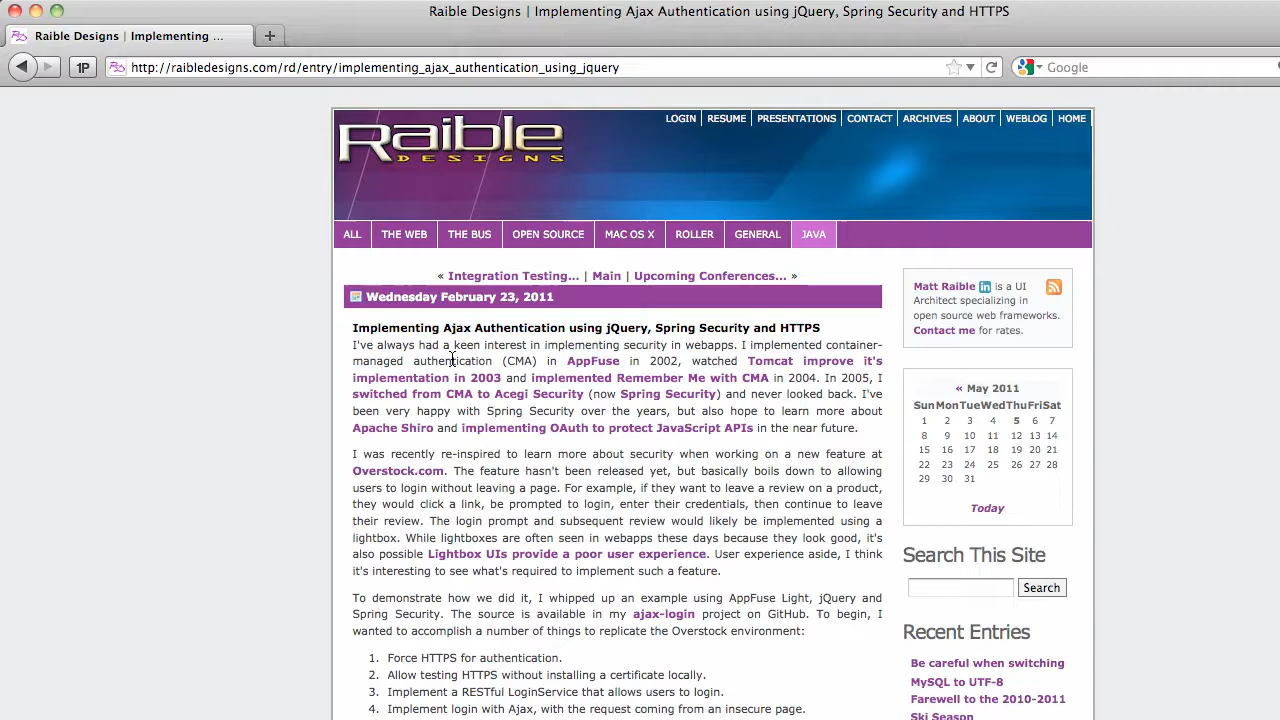 Raible Designs | Implementing Ajax Authentication using jQuery, Spring Security and HTTPS
Raible Designs | Implementing ...
1P
http://raibledesigns.com/rd/entry/implementing_ajax_authentication_using_jquery
Google
Raible
DESIGNS
LOGIN RESUME PRESENTATIONS CONTACT ARCHIVES ABOUT WEBLOG HOME
ALL THE WEB THE BUS OPEN SOURCE MAC OS X ROLLER GENERAL JAVA
« Integration Testing... | Main | Upcoming Conferences... »
Wednesday February 23, 2011
Implementing Ajax Authentication using jQuery, Spring Security and HTTPS
I've always had a keen interest in implementing security in webapps. I implemented container-
managed authentication (CMA) in AppFuse in 2002, watched Tomcat improve it's
implementation in 2003 and implemented Remember Me with CMA in 2004. In 2005, I
switched from CMA to Acegi Security (now Spring Security) and never looked back. I've
been very happy with Spring Security over the years, but also hope to learn more about
Apache Shiro and implementing OAuth to protect JavaScript APIs in the near future.
I was recently re-inspired to learn more about security when working on a new feature at
Overstock.com. The feature hasn't been released yet, but basically boils down to allowing
users to login without leaving a page. For example, if they want to leave a review on a product,
they would click a link, be prompted to login, enter their credentials, then continue to leave
their review. The login prompt and subsequent review would likely be implemented using a
lightbox. While lightboxes are often seen in webapps these days because they look good, it's
also possible Lightbox UIs provide a poor user experience. User experience aside, I think
it's interesting to see what's required to implement such a feature.
To demonstrate how we did it, I whipped up an example using AppFuse Light, jQuery and
Spring Security. The source is available in my ajax-login project on GitHub. To begin, I
wanted to accomplish a number of things to replicate the Overstock environment:
1. Force HTTPS for authentication.
2. Allow testing HTTPS without installing a certificate locally.
3. Implement a RESTful LoginService that allows users to login.
4. Implement login with Ajax, with the request coming from an insecure page.
Matt Raible in is a UI
Architect specializing in
open source web frameworks.
Contact me for rates.
« May 2011
Sun Mon Tue Wed Thu Fri Sat
1 2 3 4 5 6 7
8 9 10 11 12 13 14
15 16 17 18 19 20 21
22 23 24 25 26 27 28
29 30 31
Today
Search This Site
Search
Recent Entries
Be careful when switching
MySQL to UTF-8
Farewell to the 2010-2011
Ski Season